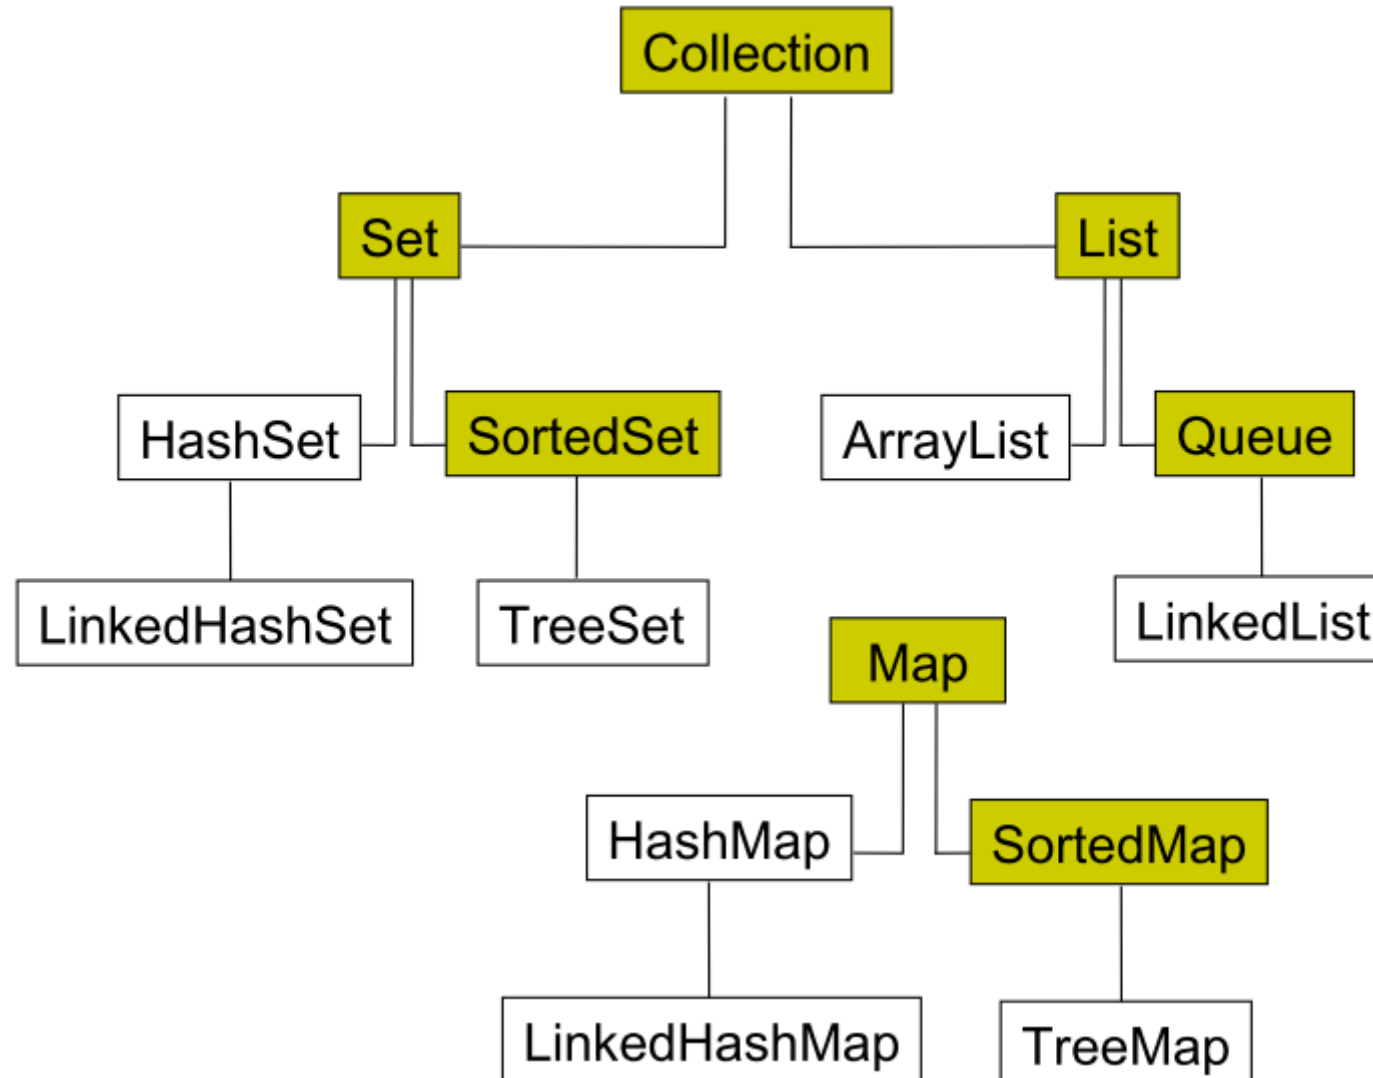 Collection
Set
List
HashSet
SortedSet
ArrayList
Queue
LinkedHashSet
TreeSet
LinkedList
Map
HashMap
SortedMap
LinkedHashMap
TreeMap